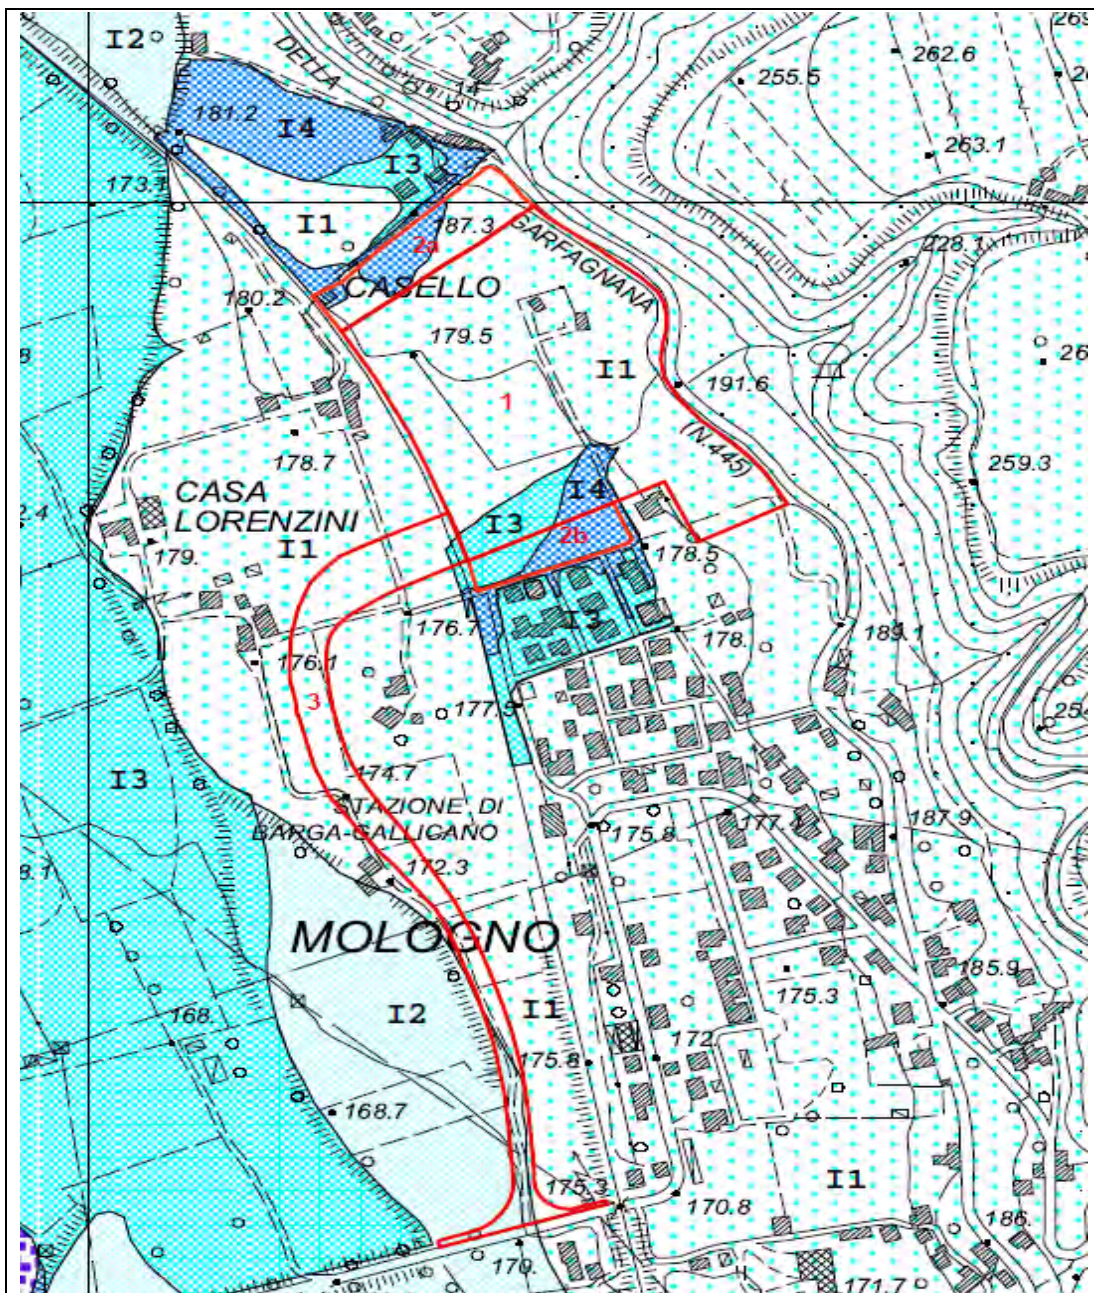 I2
DELLA
14
262.6
255.5
181.2
I4
263.1
I3
173.1
I1
187.3
GARFAGNANA
228.1
2a
CASELLO
180.2
179.5
I1
191.6
1
(N.445)
178.7
259.3
CASA
LORENZINI
I4
I3
2b
I1
179.
178.5
176.7
I3
178.
189.1
176.1
3
177.5
I3
174.7
STAZIONE DI
BARGA-GALLICANO
175.8
187.9
172.3
MOLOGNO
185.9
175.3
I1
I2
168.
172
175.8
168.7
175.3
I1
170.8
186.
170.
171.7